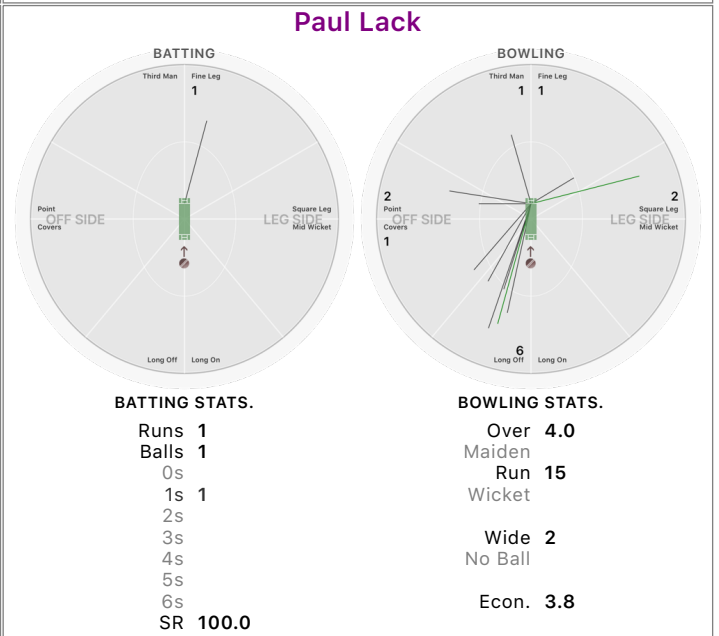 Paul Lack
BATTING
Third Man Fine Leg
1
Point
OFF SIDE
Covers
Square Leg
LEG SIDE
Mid Wicket
Long Off Long On
BATTING STATS.
Runs 1
Balls 1
0s
1s 1
2s
3s
4s
5s
6s
SR 100.0
BOWLING
Third Man Fine Leg
1 1
2
Point
OFF SIDE
Covers
1
2
Square Leg
LEG SIDE
Mid Wicket
6
Long Off Long On
BOWLING STATS.
Over 4.0
Maiden
Run 15
Wicket
Wide 2
No Ball
Econ. 3.8